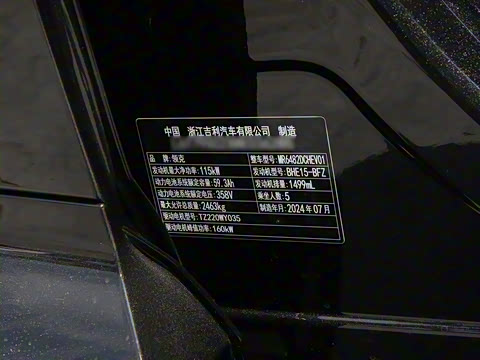 中国 浙江吉利汽车有限公司 制造
品牌:领克 整车型号:MR6482DCHEV01
发动机最大净功率:115kW 发动机型号:BHE15-BFZ
动力电池系统额定容量:59.3Ah 发动机排量:1499mL
动力电池系统额定电压:358V 乘坐人数:5
最大允许总质量:2463kg 制造年月:2024年07月
驱动电机型号:TZ220WY035
驱动电机峰值功率:160kW